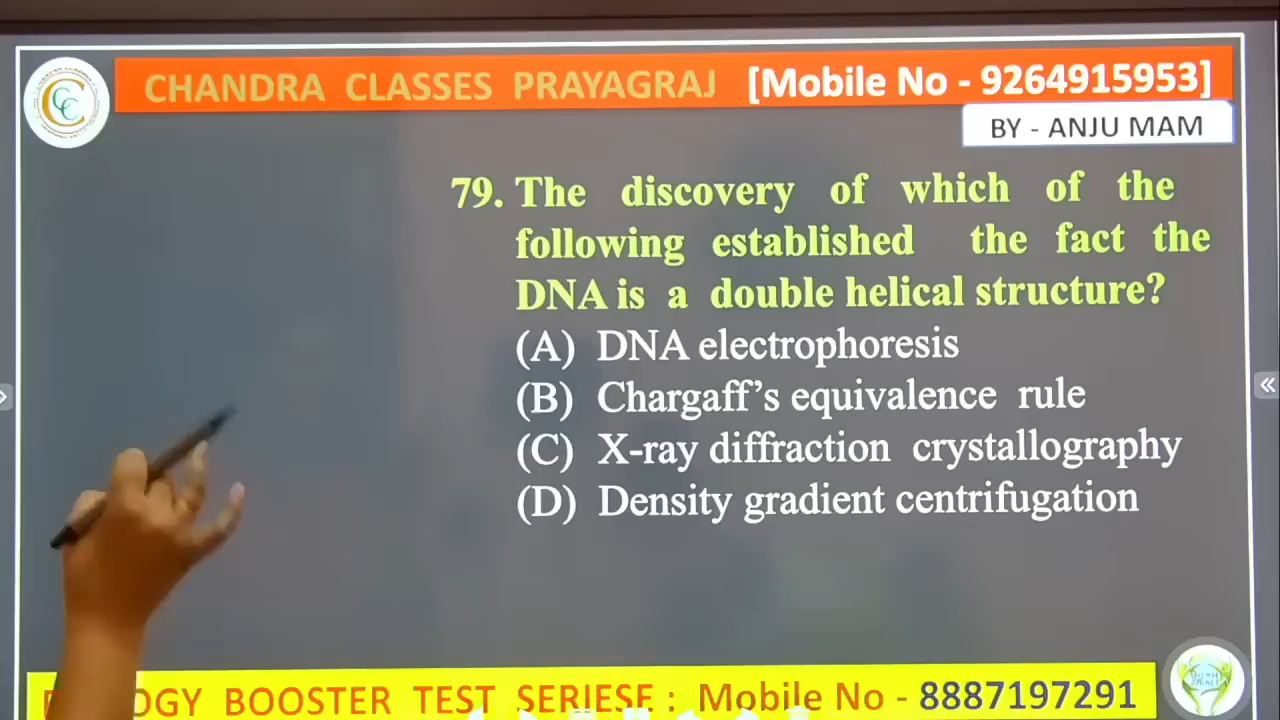 CHANDRA CLASSES PRAYAGRAJ [Mobile No - 9264915953]
BY - ANJU MAM
79. The discovery of which of the
following established the fact the
DNA is a double helical structure?
(A) DNA electrophoresis
(B) Chargaff's equivalence rule
(C) X-ray diffraction crystallography
(D) Density gradient centrifugation
OGY BOOSTER TEST SERIESE : Mobile No - 8887197291